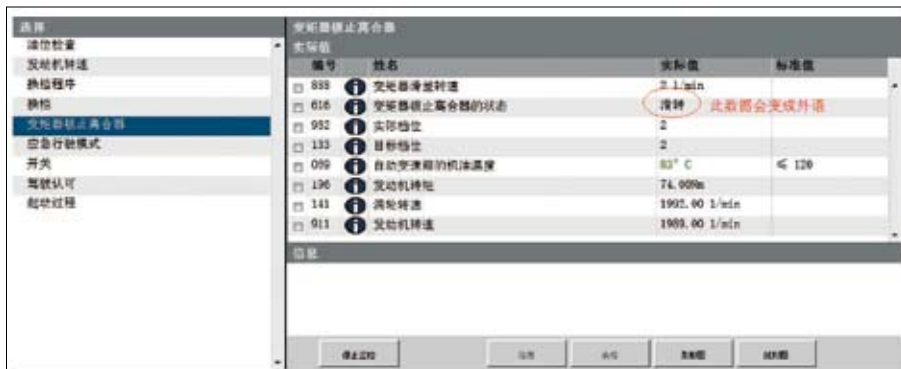 选择
油位检查
发动机转速
换档程序
换档
变矩器锁止离合器
应急行驶模式
开关
驾驶认可
起动过程
变矩器锁止离合器
实际值
编号 姓名 实际值 标准值
变矩器滑差转速 2 1/min
616 变矩器锁止离合器的状态 滑转 此数据会变成外语
992 实际档位 2
133 目标档位 2
059 自动变速箱的机油温度 83° C ≤ 120
196 发动机转矩 74.00Nm
141 涡轮转速 1992.00 1/min
911 发动机转速 1989.00 1/min
信息